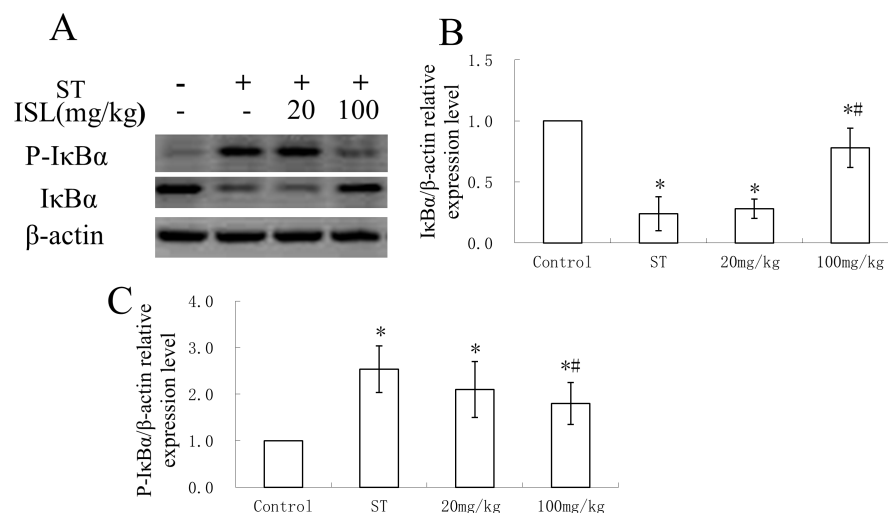 A
ST - + + +
ISL(mg/kg) - - 20 100
P-IκBα
IκBα
β-actin
B
IκBα/β-actin relative
expression level
1.5
1.0
0.5
0.0
*
*
*#
Control ST 20mg/kg 100mg/kg
C
P-IκBα/β-actin relative
expression level
4.0
3.0
2.0
1.0
0.0
*
*
*#
Control ST 20mg/kg 100mg/kg